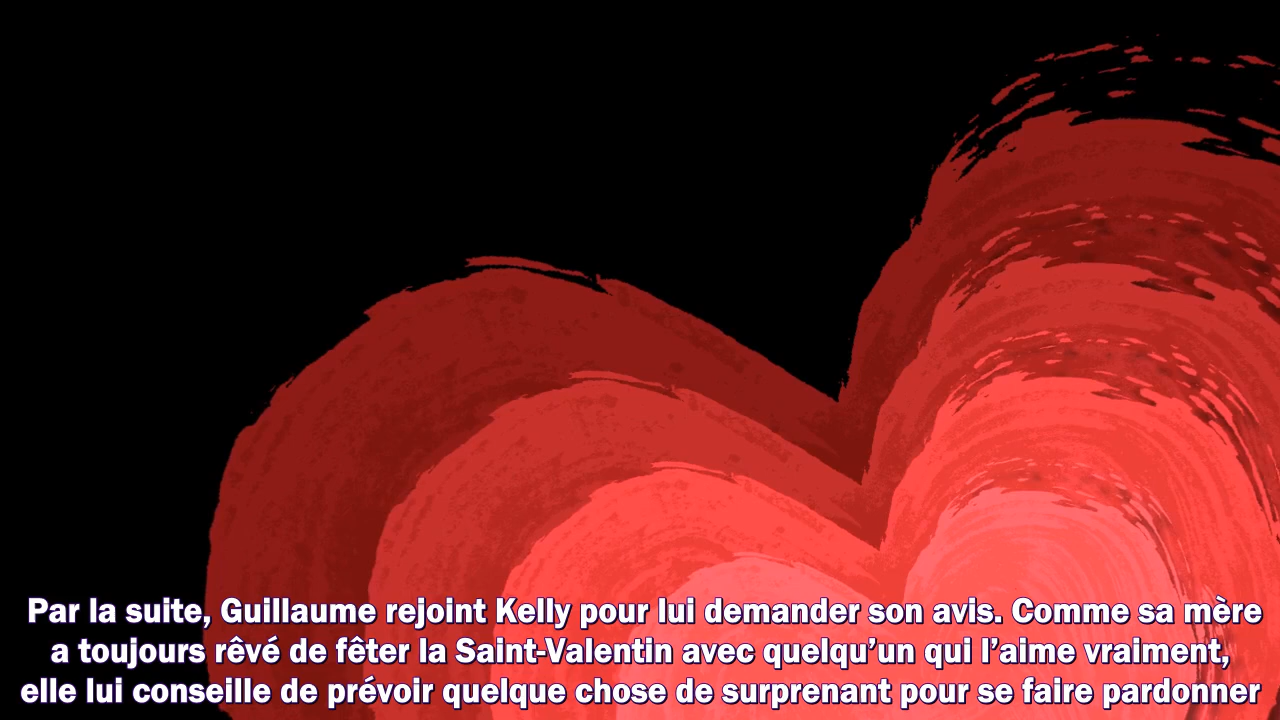 Par la suite, Guillaume rejoint Kelly pour lui demander son avis. Comme sa mère
a toujours rêvé de fêter la Saint-Valentin avec quelqu’un qui l’aime vraiment,
elle lui conseille de prévoir quelque chose de surprenant pour se faire pardonner